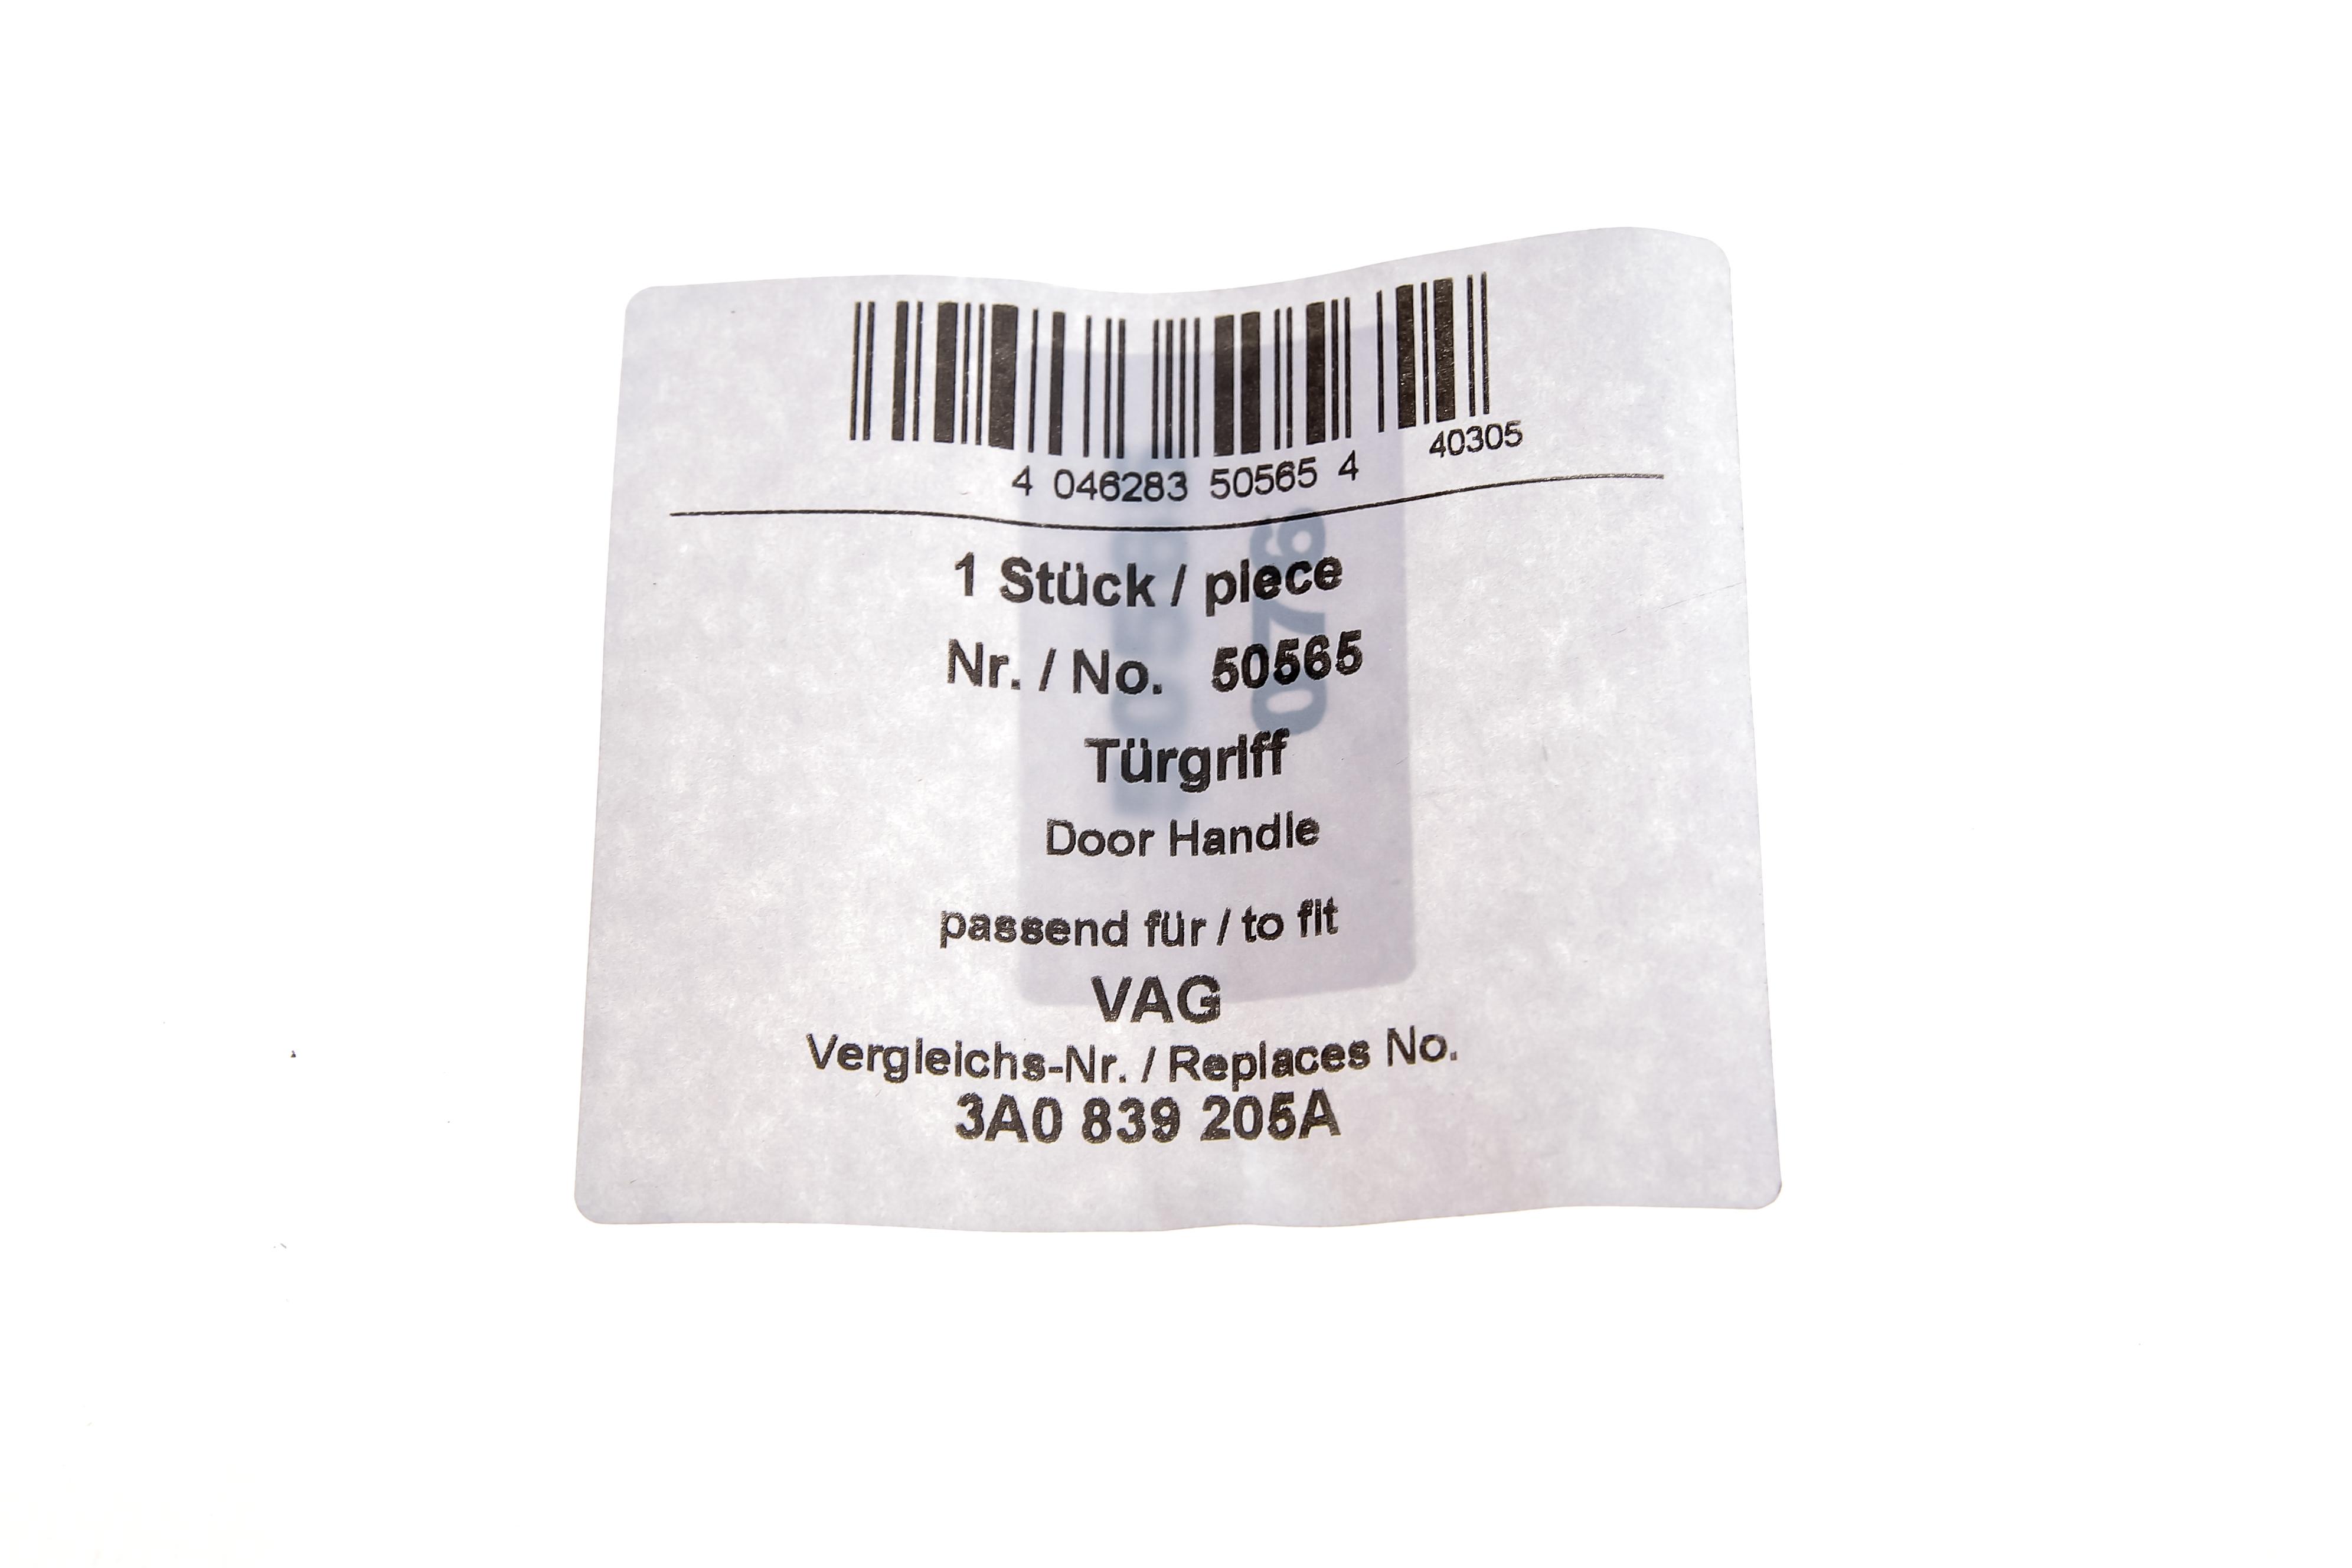 4 046283 50565 4 40305
1 Stück / piece
Nr. / No. 50565
Türgriff
Door Handle
passend für / to fit
VAG
Vergleichs-Nr. / Replaces No.
3A0 839 205A
076